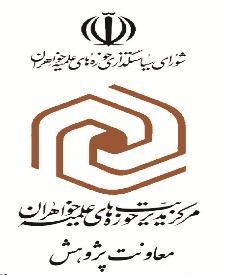 شورای سیاستگذاری حوزه های علمیه خواهران
مرکز مدیریت حوزه های علمیه خواهران
معاونت پژوهش